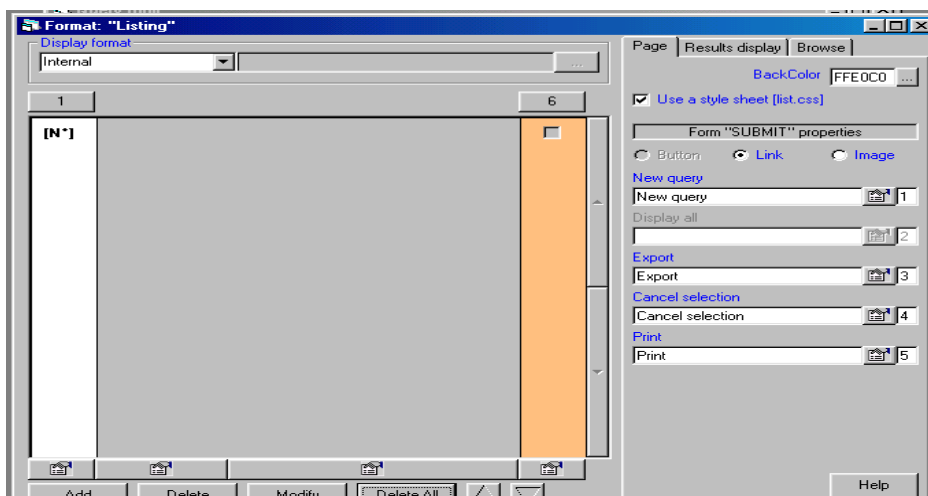 Format: "Listing"
Display format
Internal
...
1
6
[N°]
Add
Delete
Modify
Delete All
Page
Results display
Browse
BackColor
FFE0C0
...
Use a style sheet [list.css]
Form "SUBMIT" properties
Button
Link
Image
New query
New query
1
Display all
2
Export
Export
3
Cancel selection
Cancel selection
4
Print
Print
5
Help